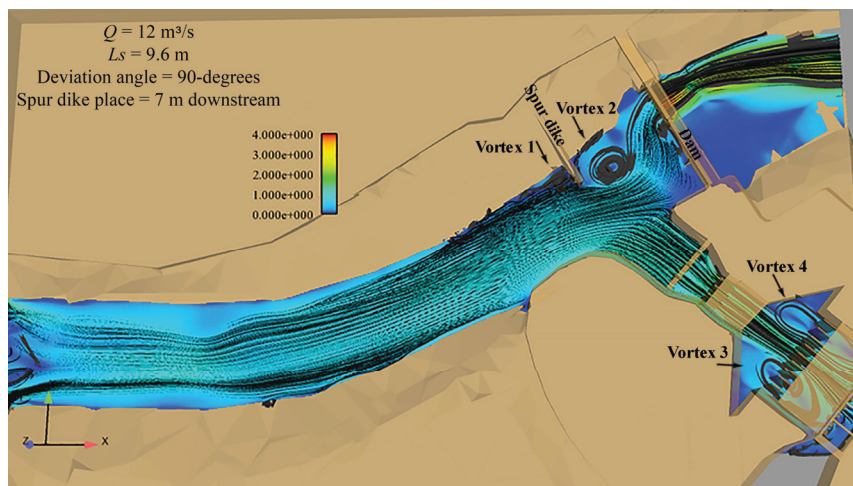 Q = 12 m³/s
Ls = 9.6 m
Deviation angle = 90-degrees
Spur dike place = 7 m downstream
4.000e+000
3.000e+000
2.000e+000
1.000e+000
0.000e+000
Vortex 1
Spur dike
Vortex 2
Dam
Vortex 4
Vortex 3
z
x